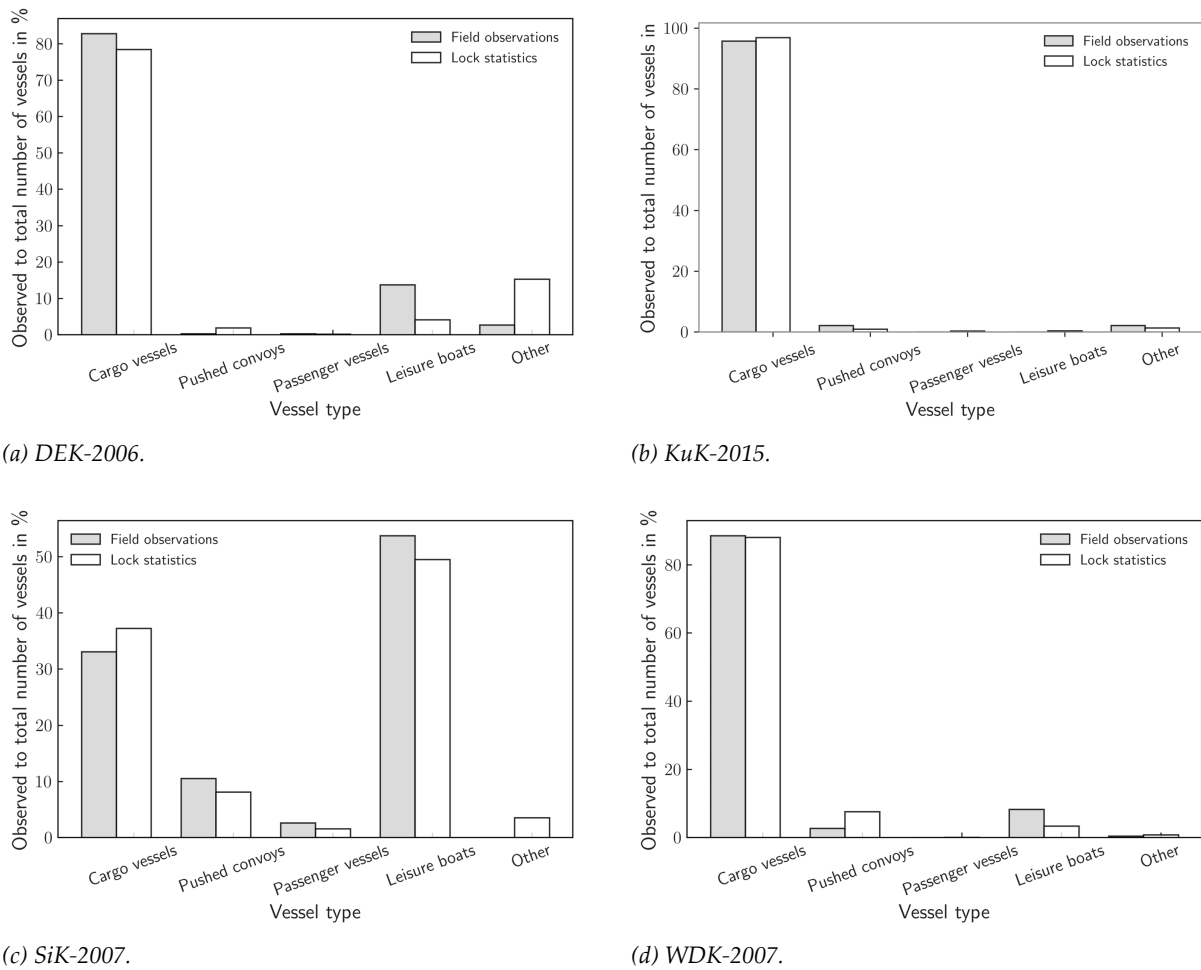 Observed to total number of vessels in %
80
70
60
50
40
30
20
10
0
Field observations
Lock statistics
Cargo vessels
Pushed convoys
Passenger vessels
Leisure boats
Other
Vessel type
(a) DEK-2006.
Observed to total number of vessels in
100
80
60
40
20
0
Field observations
Lock statistics
Cargo vessels
Pushed convoys
Passenger vessels
Leisure boats
Other
Vessel type
(b) KuK-2015.
Observed to total number of vessels in %
50
40
30
20
10
0
Field observations
Lock statistics
Cargo vessels
Pushed convoys
Passenger vessels
Leisure boats
Other
Vessel type
(c) SiK-2007.
Observed to total number of vessels in %
80
60
40
20
0
Field observations
Lock statistics
Cargo vessels
Pushed convoys
Passenger vessels
Leisure boats
Other
Vessel type
(d) WDK-2007.